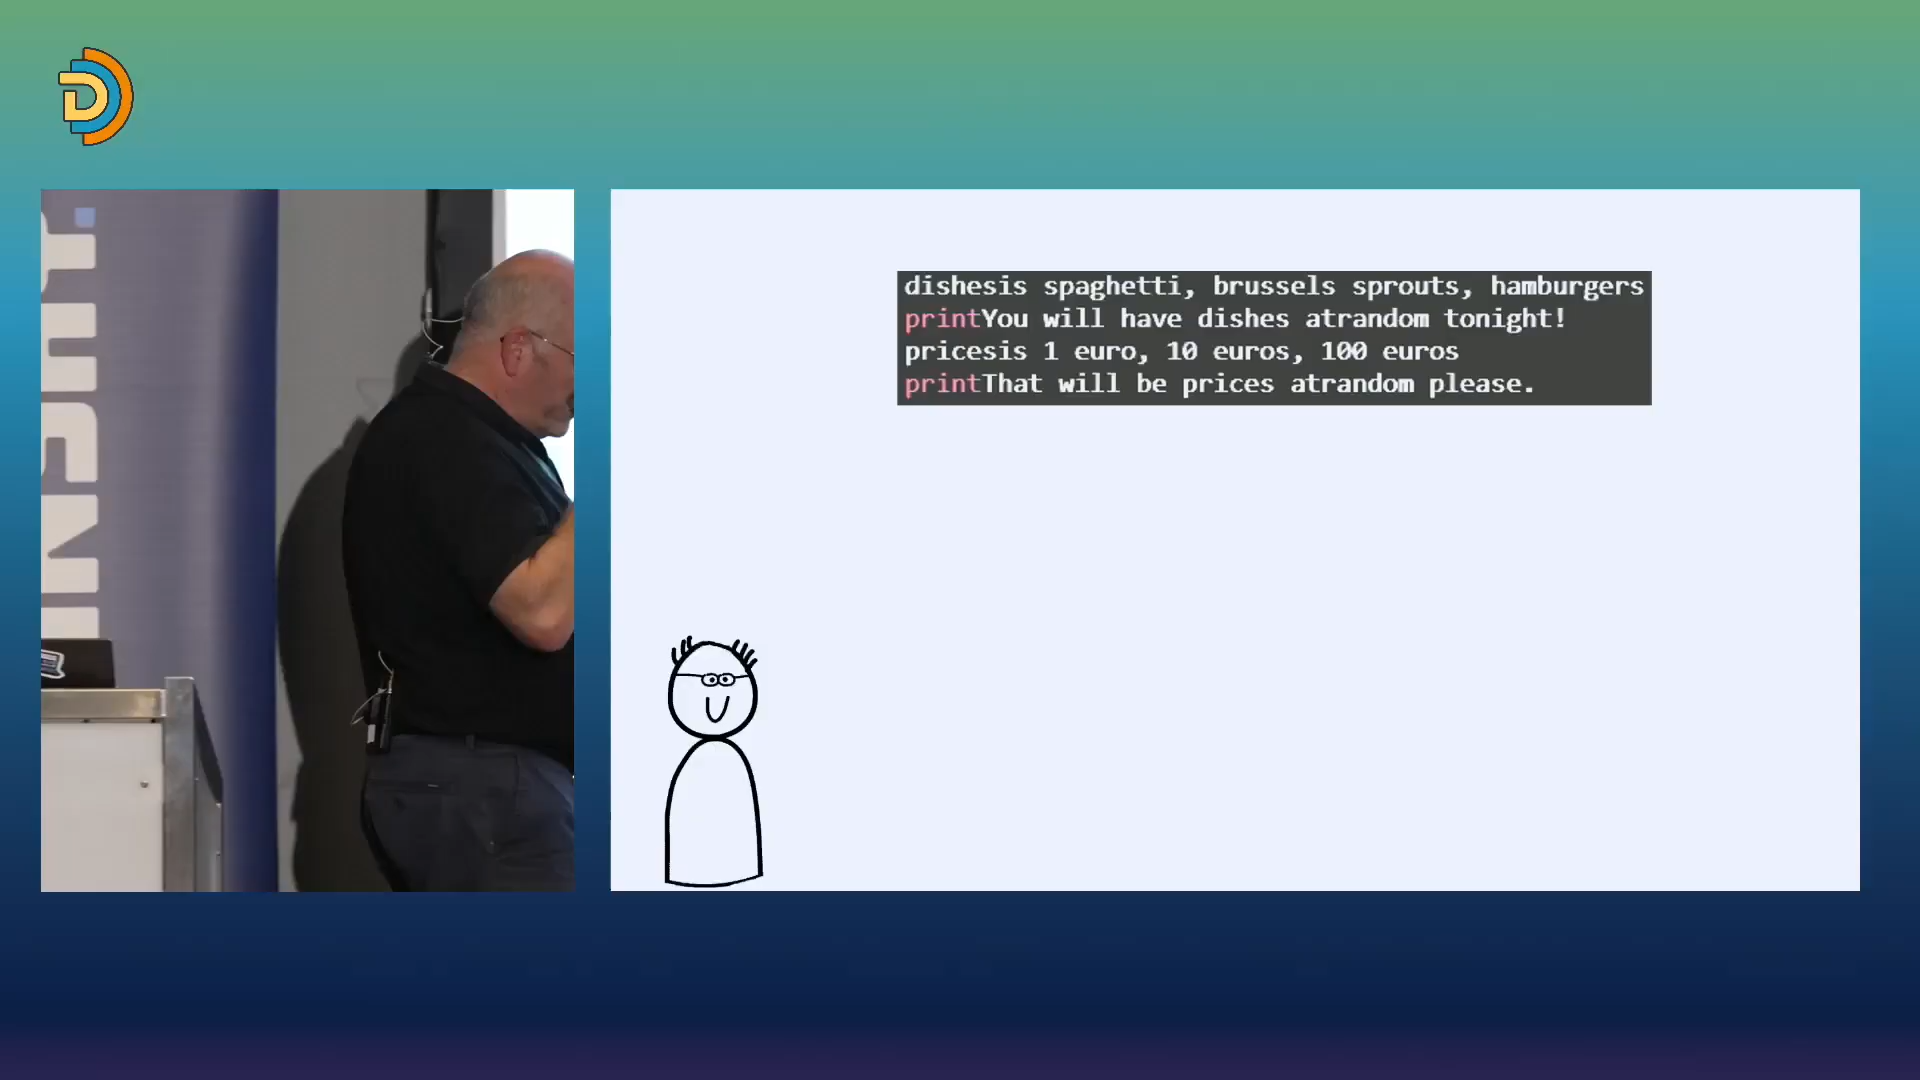 dishesis spaghetti, brussels sprouts, hamburgers
printYou will have dishes atrandom tonight!
pricesis 1 euro, 10 euros, 100 euros
printThat will be prices atrandom please.